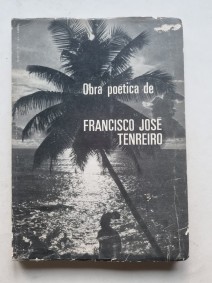 Obra poética de
FRANCISCO JOSÉ
TENREIRO